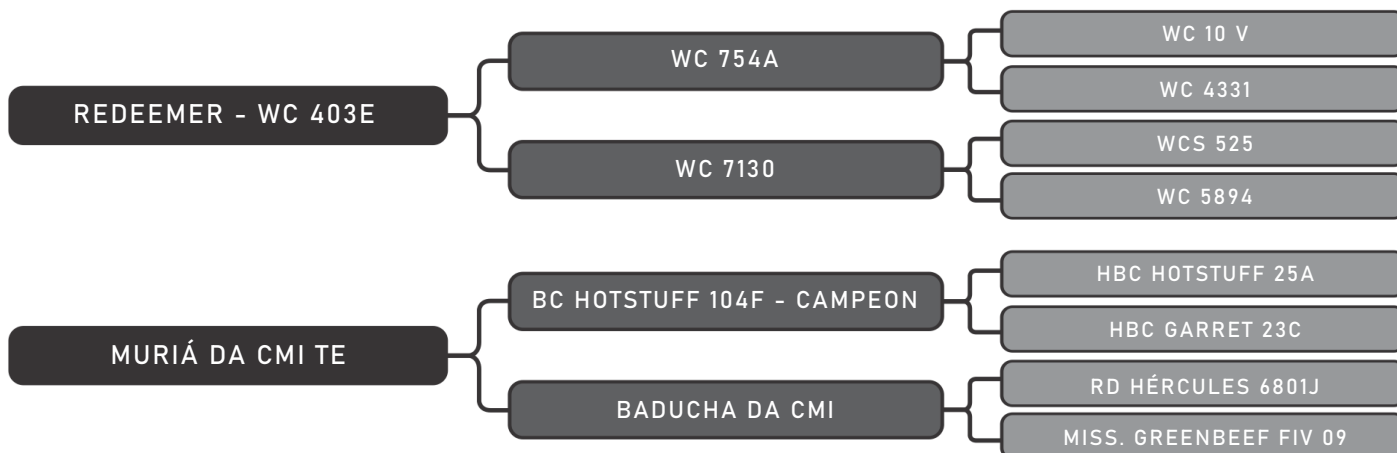 REDEEMER - WC 403E
WC 754A
WC 10 V
WC 4331
WC 7130
WCS 525
WC 5894
MURIÁ DA CMI TE
BC HOTSTUFF 104F - CAMPEON
HBC HOTSTUFF 25A
HBC GARRET 23C
BADUCHA DA CMI
RD HÉRCULES 6801J
MISS. GREENBEEF FIV 09